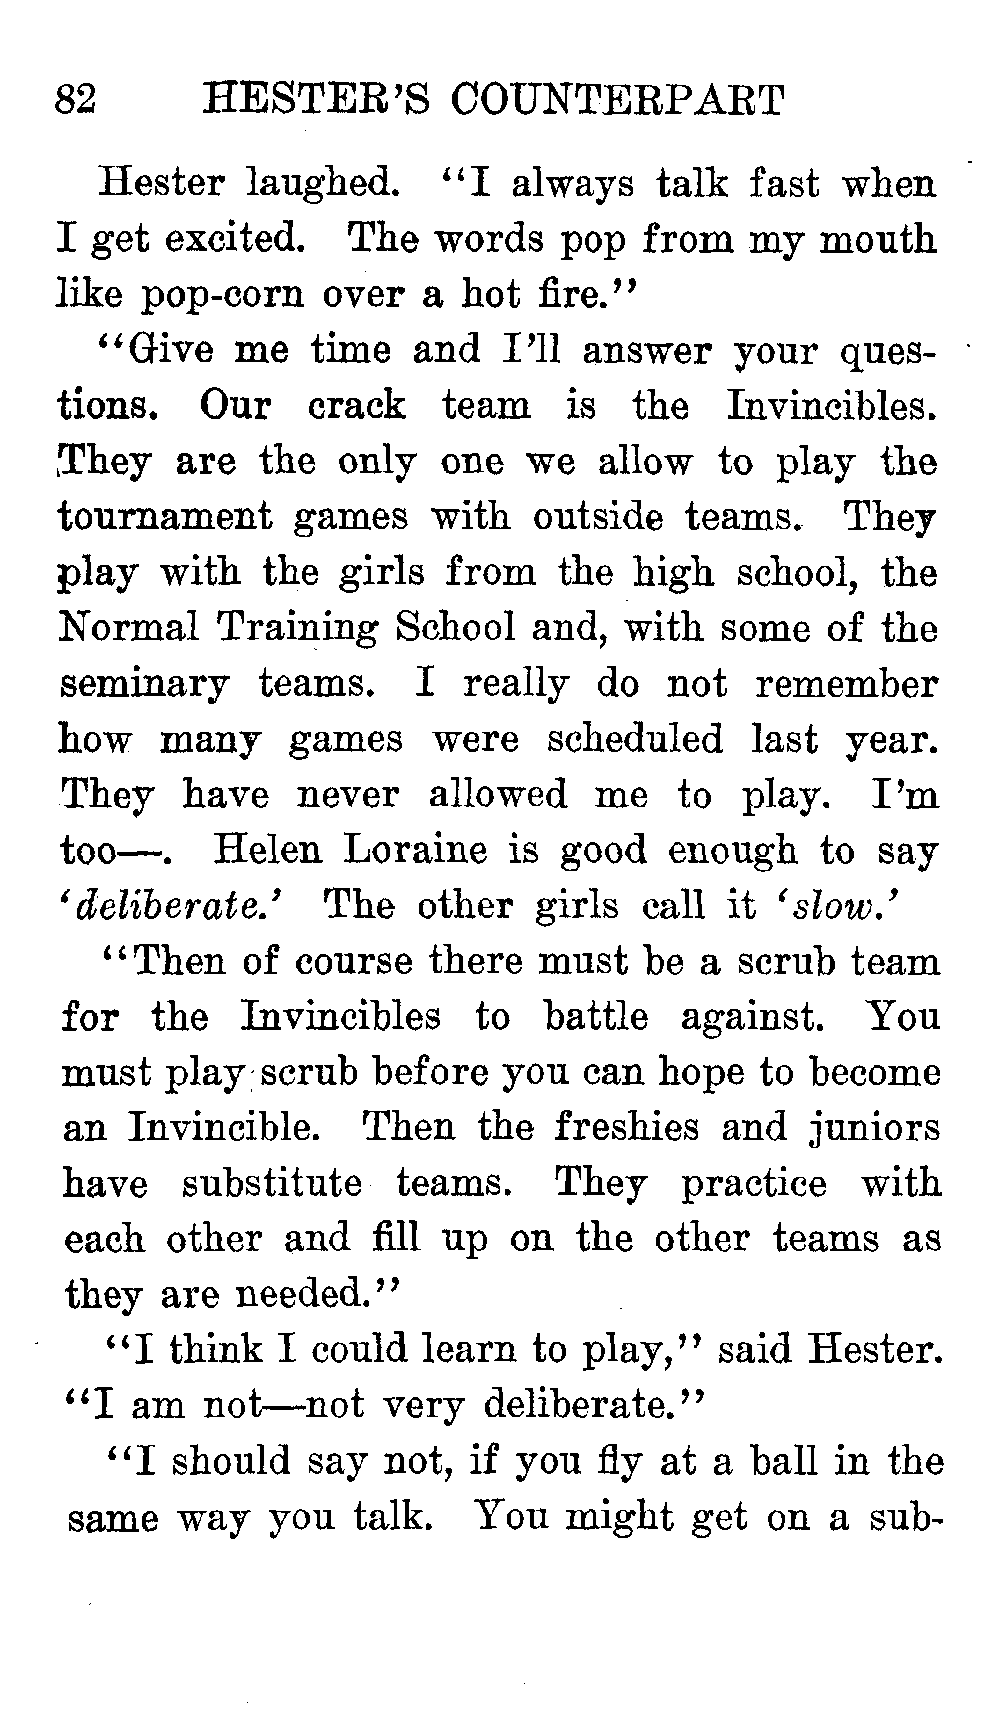 82 HESTER'S COUNTERPART
Hester laughed. "I always talk fast when
I get excited. The words pop from my mouth
like pop-corn over a hot fire."
"Give me time and I'll answer your ques-
tions. Our crack team is the Invincibles.
They are the only one we allow to play the
tournament games with outside teams. They
play with the girls from the high school, the
Normal Training School and, with some of the
seminary teams. I really do not remember
how many games were scheduled last year.
They have never allowed me to play. I'm
too—. Helen Loraine is good enough to say
'deliberate.' The other girls call it 'slow.'
"Then of course there must be a scrub team
for the Invincibles to battle against. You
must play scrub before you can hope to become
an Invincible. Then the freshies and juniors
have substitute teams. They practice with
each other and fill up on the other teams as
they are needed."
"I think I could learn to play," said Hester.
"I am not—not very deliberate."
"I should say not, if you fly at a ball in the
same way you talk. You might get on a sub-